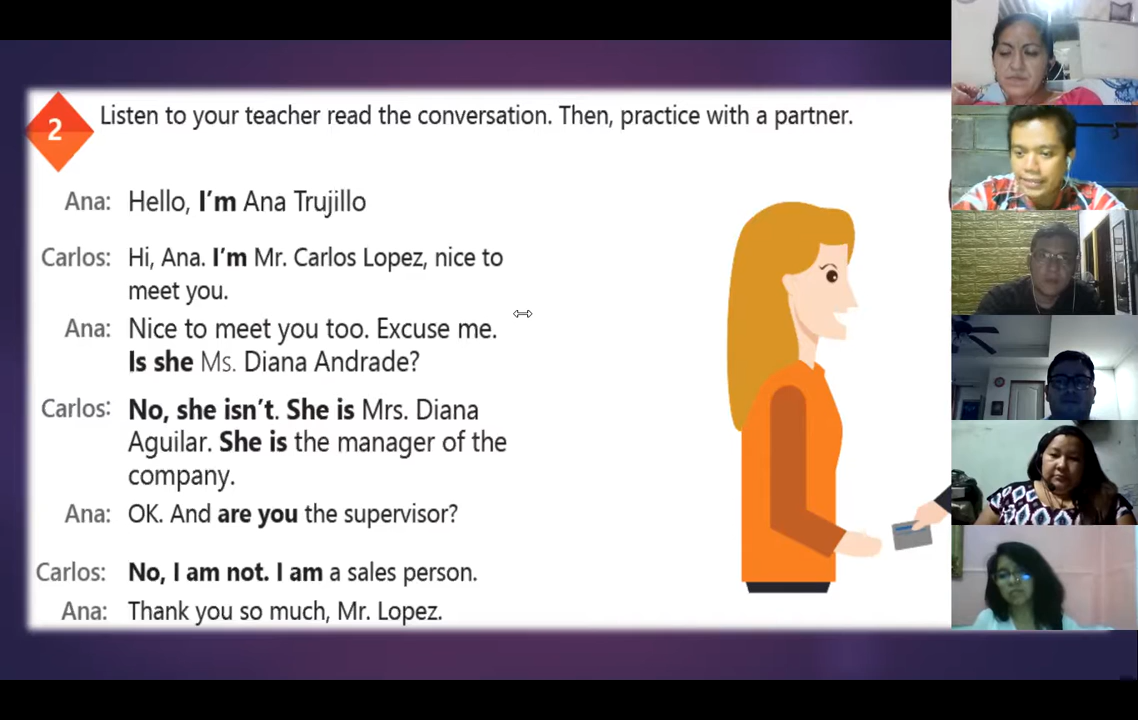 2
Listen to your teacher read the conversation. Then, practice with a partner.
Ana: Hello, I'm Ana Trujillo
Carlos: Hi, Ana. I'm Mr. Carlos Lopez, nice to
meet you.
Ana: Nice to meet you too. Excuse me.
Is she Ms. Diana Andrade?
Carlos: No, she isn't. She is Mrs. Diana
Aguilar. She is the manager of the
company.
Ana: OK. And are you the supervisor?
Carlos: No, I am not. I am a sales person.
Ana: Thank you so much, Mr. Lopez.